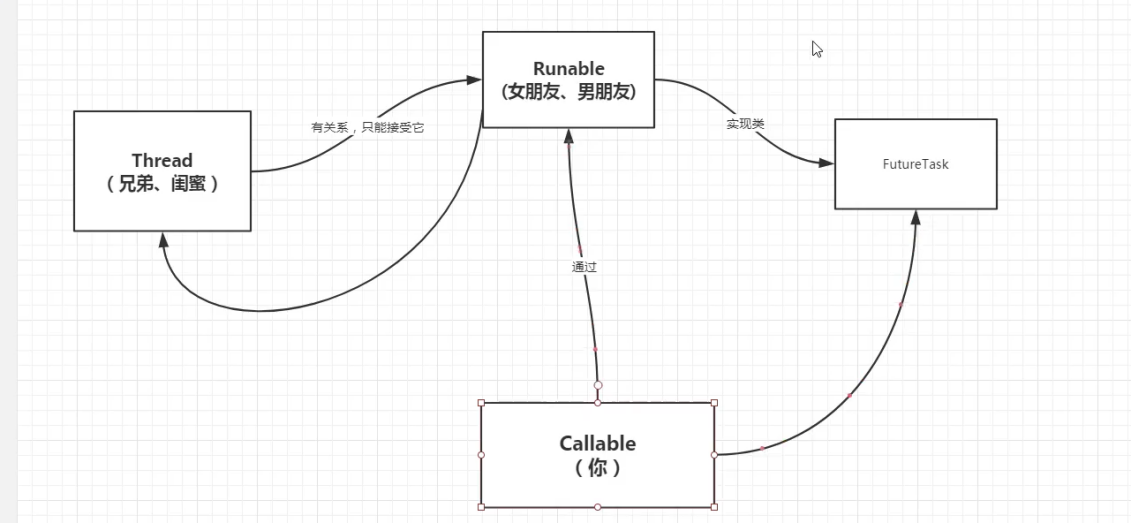 Runable
(女朋友、男朋友)
有关系，只能接受它
实现类
Thread
（兄弟、闺蜜）
FutureTask
通过
Callable
（你）